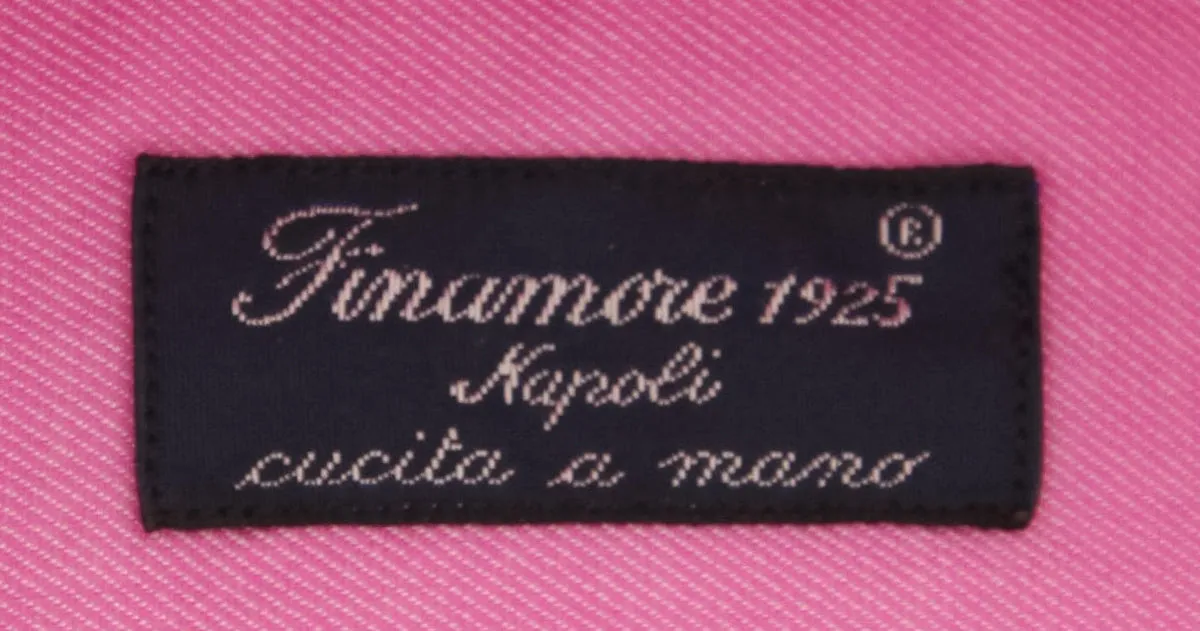 Finamore 1925 ®
Napoli
cucita a mano